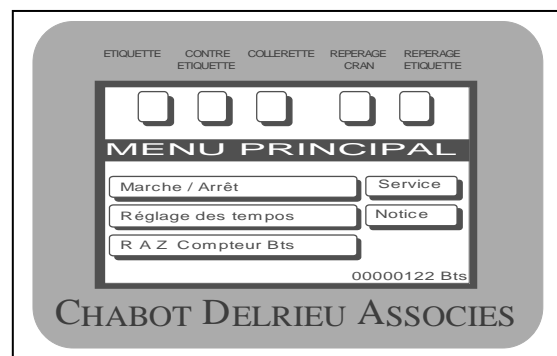 ETIQUETTE CONTRE ETIQUETTE COLLERETTE REPERAGE CRAN REPERAGE ETIQUETTE
MENU PRINCIPAL
Marche / Arrêt Service
Réglage des tempos Notice
R A Z Compteur Bts
00000122 Bts
CHABOT DELRIEU ASSOCIES